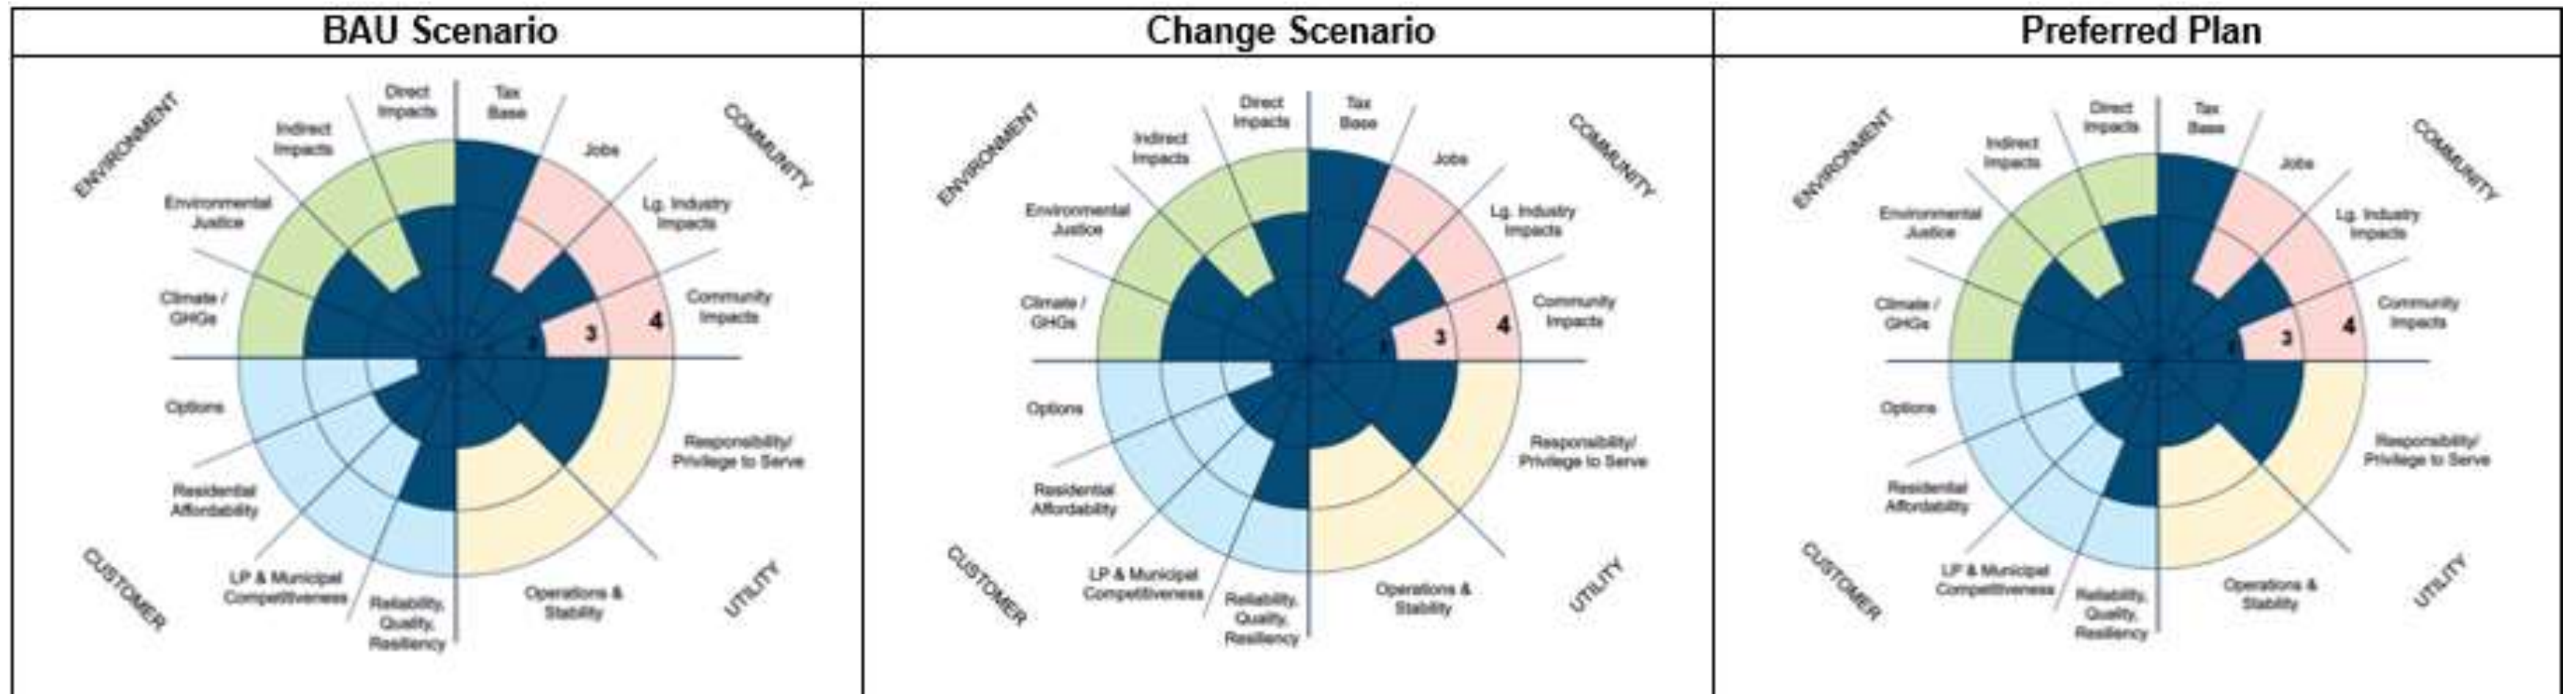 BAU Scenario
Change Scenario
Preferred Plan
ENVIRONMENT
Direct
Impacts
Tax
Base
COMMUNITY
Indirect
Impacts
Jobs
Environmental
Justice
Lg. Industry
Impacts
Climate /
GHGs
Community
Impacts
2
3
4
Options
Responsibility/
Privilege to Serve
Residential
Affordability
LP & Municipal
Competitiveness
Reliability,
Quality,
Resiliency
Operations &
Stability
CUSTOMER
UTILITY
ENVIRONMENT
Direct
Impacts
Tax
Base
COMMUNITY
Indirect
Impacts
Jobs
Environmental
Justice
Lg. Industry
Impacts
Climate /
GHGs
Community
Impacts
3
4
Options
Responsibility/
Privilege to Serve
Residential
Affordability
LP & Municipal
Competitiveness
Reliability,
Quality,
Resiliency
Operations &
Stability
CUSTOMER
UTILITY
ENVIRONMENT
Direct
Impacts
Tax
Base
COMMUNITY
Indirect
Impacts
Jobs
Environmental
Justice
Lg. Industry
Impacts
Climate /
GHGs
Community
Impacts
3
4
Options
Responsibility/
Privilege to Serve
Residential
Affordability
LP & Municipal
Competitiveness
Reliability,
Quality,
Resiliency
Operations &
Stability
CUSTOMER
UTILITY